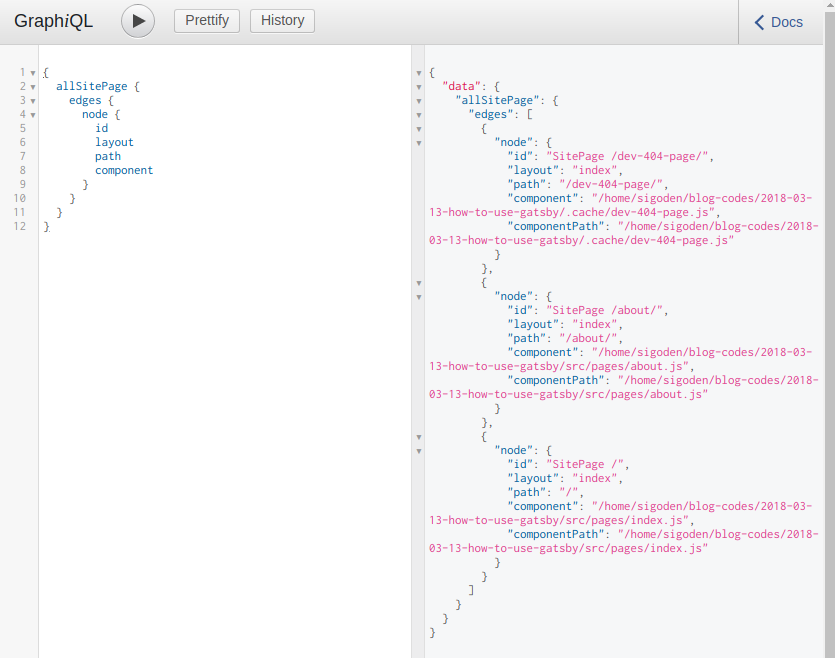 GraphiQL
Prettify
History
Docs
1 {
2 allSitePage {
3 edges {
4 node {
5 id
6 layout
7 path
8 component
9 }
10 }
11 }
12 }
{
"data": {
"allSitePage": {
"edges": [
{
"node": {
"id": "SitePage /dev-404-page/",
"layout": "index",
"path": "/dev-404-page/",
"component": "/home/sigoden/blog-codes/2018-03-
13-how-to-use-gatsby/.cache/dev-404-page.js",
"componentPath": "/home/sigoden/blog-codes/2018-
03-13-how-to-use-gatsby/.cache/dev-404-page.js"
}
},
{
"node": {
"id": "SitePage /about/",
"layout": "index",
"path": "/about/",
"component": "/home/sigoden/blog-codes/2018-03-
13-how-to-use-gatsby/src/pages/about.js",
"componentPath": "/home/sigoden/blog-codes/2018-
03-13-how-to-use-gatsby/src/pages/about.js"
}
},
{
"node": {
"id": "SitePage /",
"layout": "index",
"path": "/",
"component": "/home/sigoden/blog-codes/2018-03-
13-how-to-use-gatsby/src/pages/index.js",
"componentPath": "/home/sigoden/blog-codes/2018-
03-13-how-to-use-gatsby/src/pages/index.js"
}
}
]
}
}
}